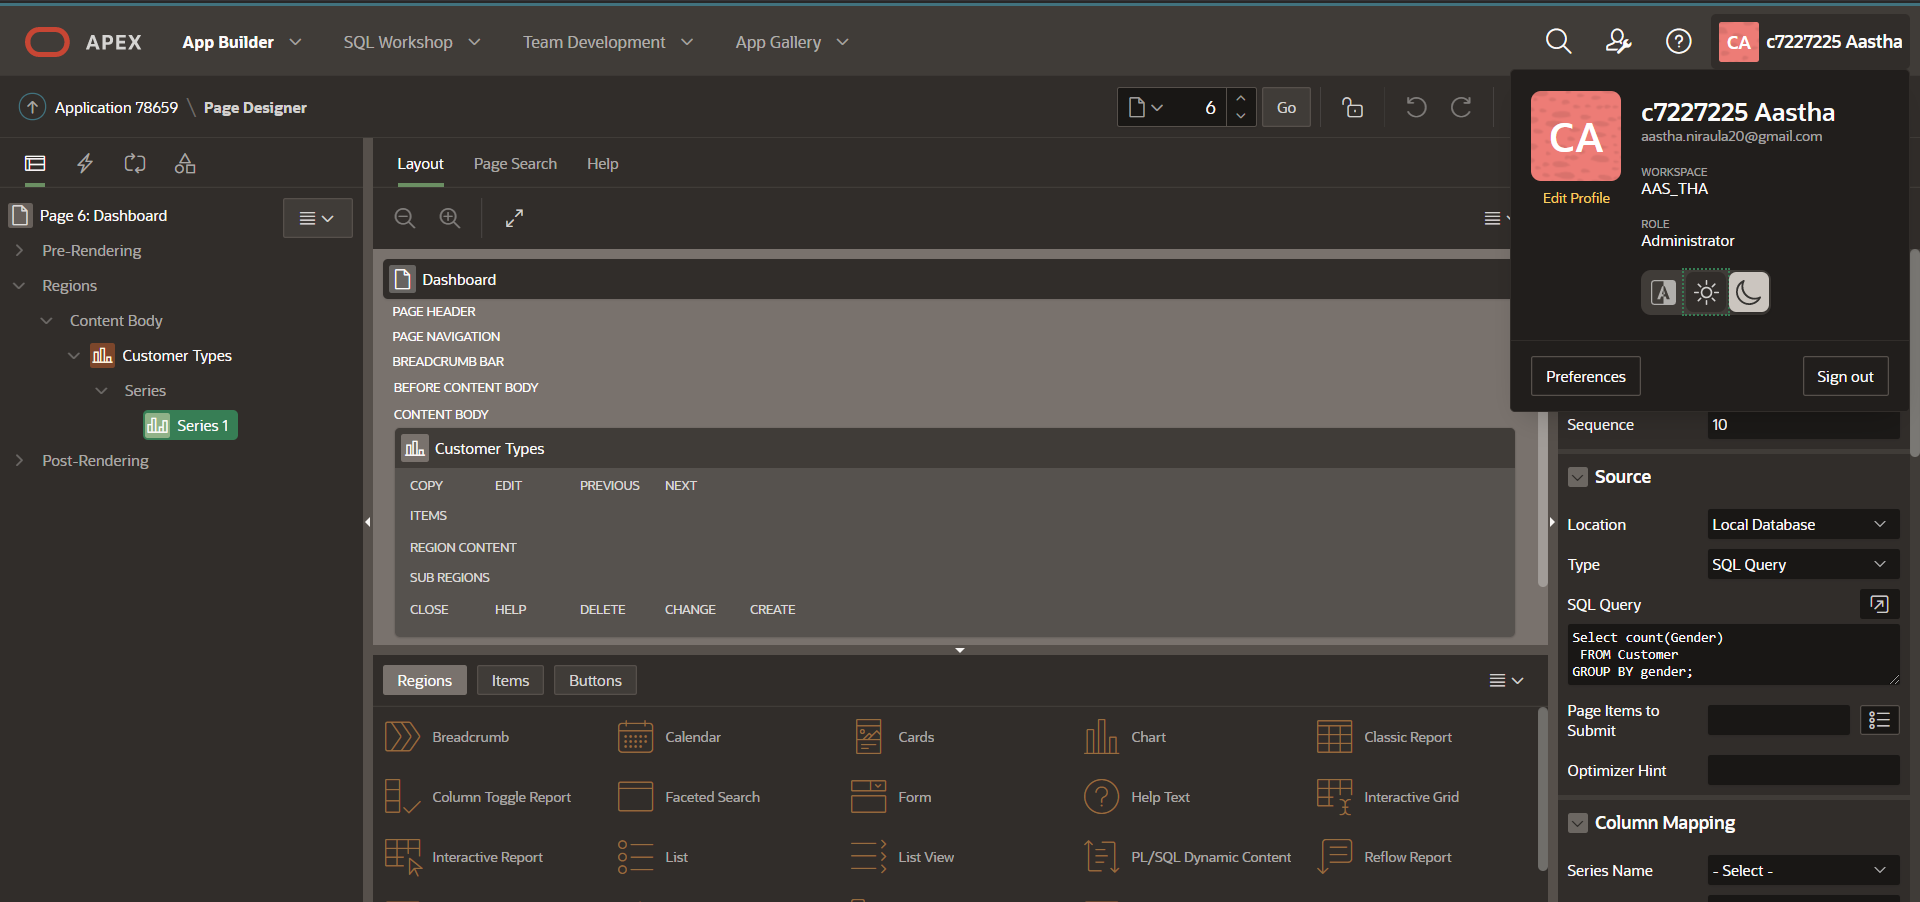 APEX App Builder SQL Workshop Team Development App Gallery CA c7227225 Aastha
Application 78659 \ Page Designer 6 Go
CA
c7227225 Aastha
aastha.niraula20@gmail.com
WORKSPACE
AAS_THA
Edit Profile
ROLE
Administrator
Preferences Sign out
Page 6: Dashboard
Pre-Rendering
Regions
Content Body
Customer Types
Series
Series 1
Post-Rendering
Layout Page Search Help
Dashboard
PAGE HEADER
PAGE NAVIGATION
BREADCRUMB BAR
BEFORE CONTENT BODY
CONTENT BODY
Customer Types
COPY EDIT PREVIOUS NEXT
ITEMS
REGION CONTENT
SUB REGIONS
CLOSE HELP DELETE CHANGE CREATE
Regions Items Buttons
Breadcrumb Calendar Cards Chart Classic Report
Column Toggle Report Faceted Search Form Help Text Interactive Grid
Interactive Report List List View PL/SQL Dynamic Content Reflow Report
Sequence 10
Source
Location Local Database
Type SQL Query
SQL Query
Select count(Gender)
FROM Customer
GROUP BY gender;
Page Items to
Submit
Optimizer Hint
Column Mapping
Series Name - Select -